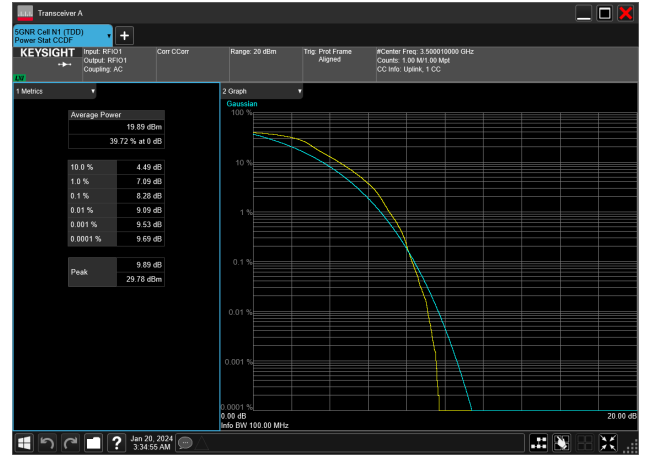 Transceiver A
5GNR Cell N1 (TDD)
Power Stat CCDF
+
KEYSIGHT
Input: RFIO1
Output: RFIO1
Coupling: AC
Corr CCorr
Range: 20 dBm
Trig: Prot Frame
Aligned
#Center Freq: 3.500010000 GHz
Counts: 1.00 M/1.00 Mpt
CC Info: Uplink, 1 CC
1 Metrics
Average Power
19.89 dBm
39.72 % at 0 dB
10.0 % 4.49 dB
1.0 % 7.09 dB
0.1 % 8.28 dB
0.01 % 9.09 dB
0.001 % 9.53 dB
0.0001 % 9.69 dB
Peak
9.89 dB
29.78 dBm
2 Graph
Gaussian
100 %
10 %
1 %
0.1 %
0.01 %
0.001 %
0.0001 %
0.00 dB
20.00 dB
Info BW 100.00 MHz
?
Jan 20, 2024
3:34:55 AM